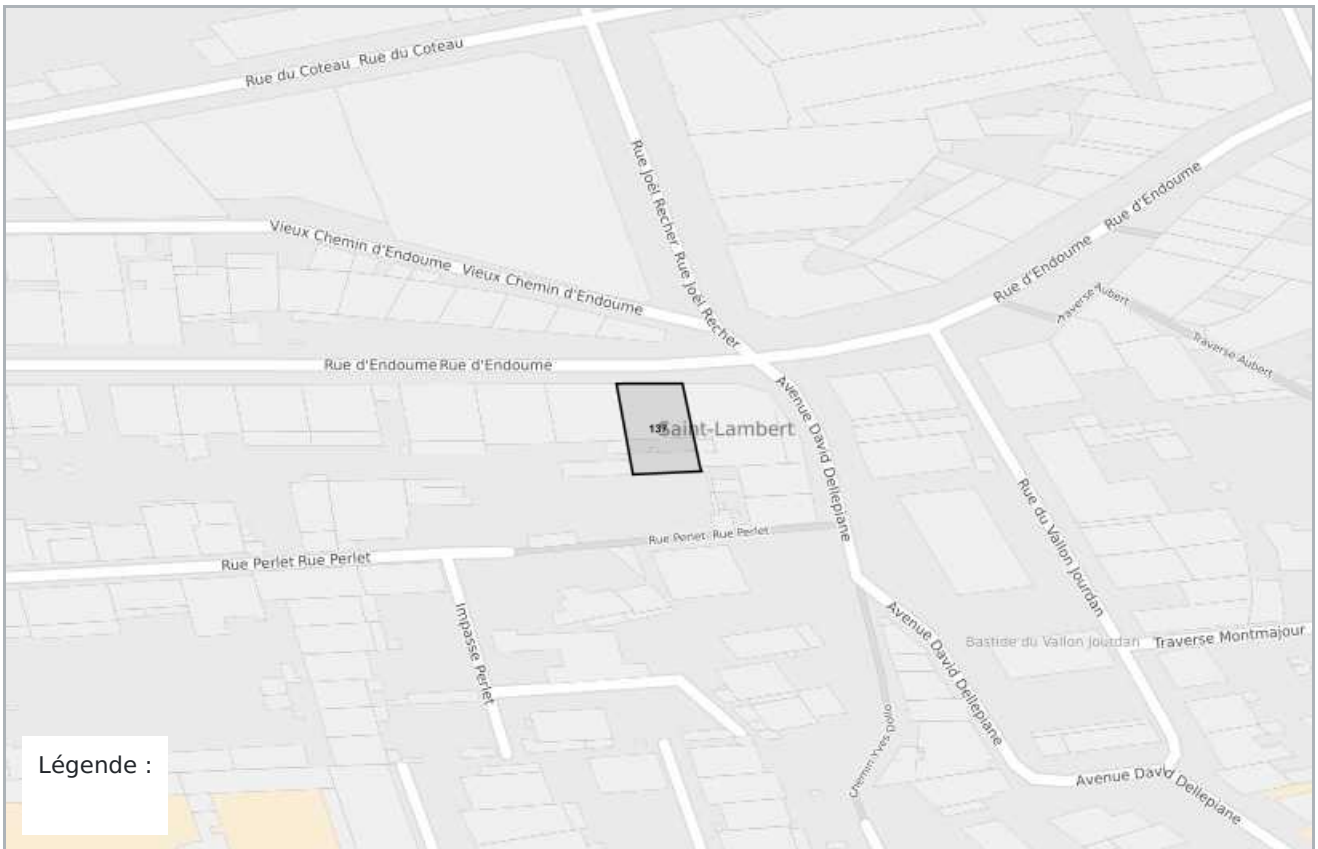 Rue du Coteau Rue du Coteau
Rue Joël Recher Rue Joël Recher
Rue d'Endoume Rue d'Endoume
Vieux Chemin d'Endoume Vieux Chemin d'Endoume
Traverse Aubert
Traverse Aubert
Rue d'Endoume Rue d'Endoume
Avenue David Dellepiane
Saint-Lambert
Rue du Vallon Jourdan
Rue Perlet Rue Perlet
Rue Perlet Rue Perlet
Impasse Perlet
Avenue David Dellepiane
Bastide du Vallon Jourdan
Traverse Montmajour
Chemin Yves Dollo
Légende :
Avenue David Dellepiane